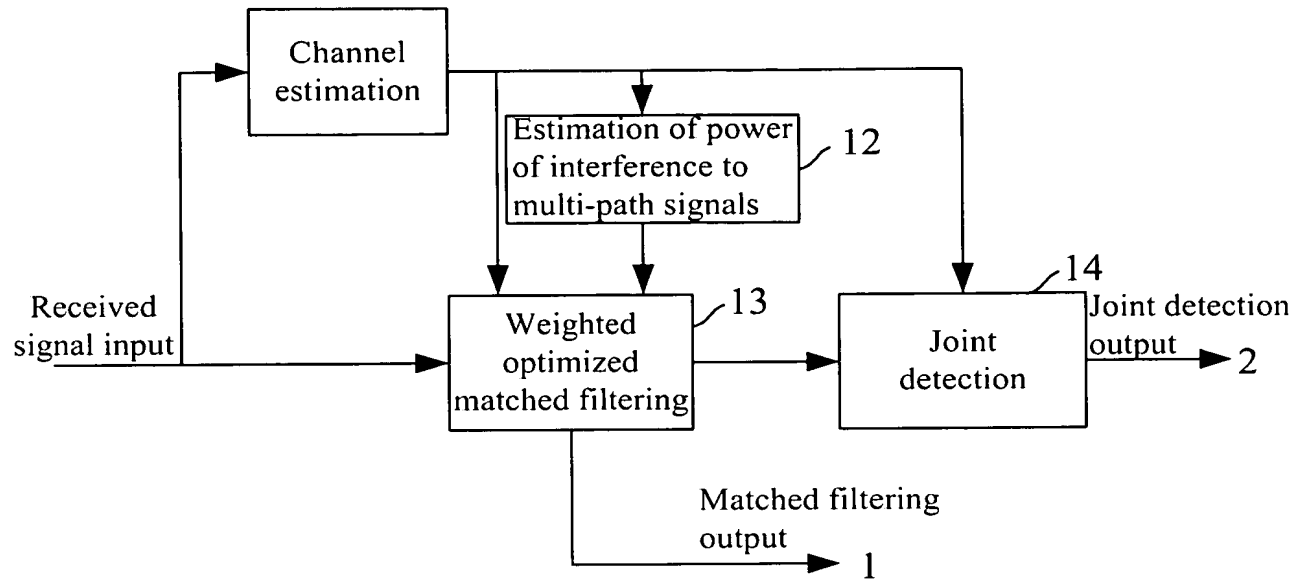 Channel
estimation
Estimation of power
of interference to
multi-path signals
12
Received
signal input
Weighted
optimized
matched filtering
13
Joint
detection
14
Joint detection
output
2
Matched filtering
output
1